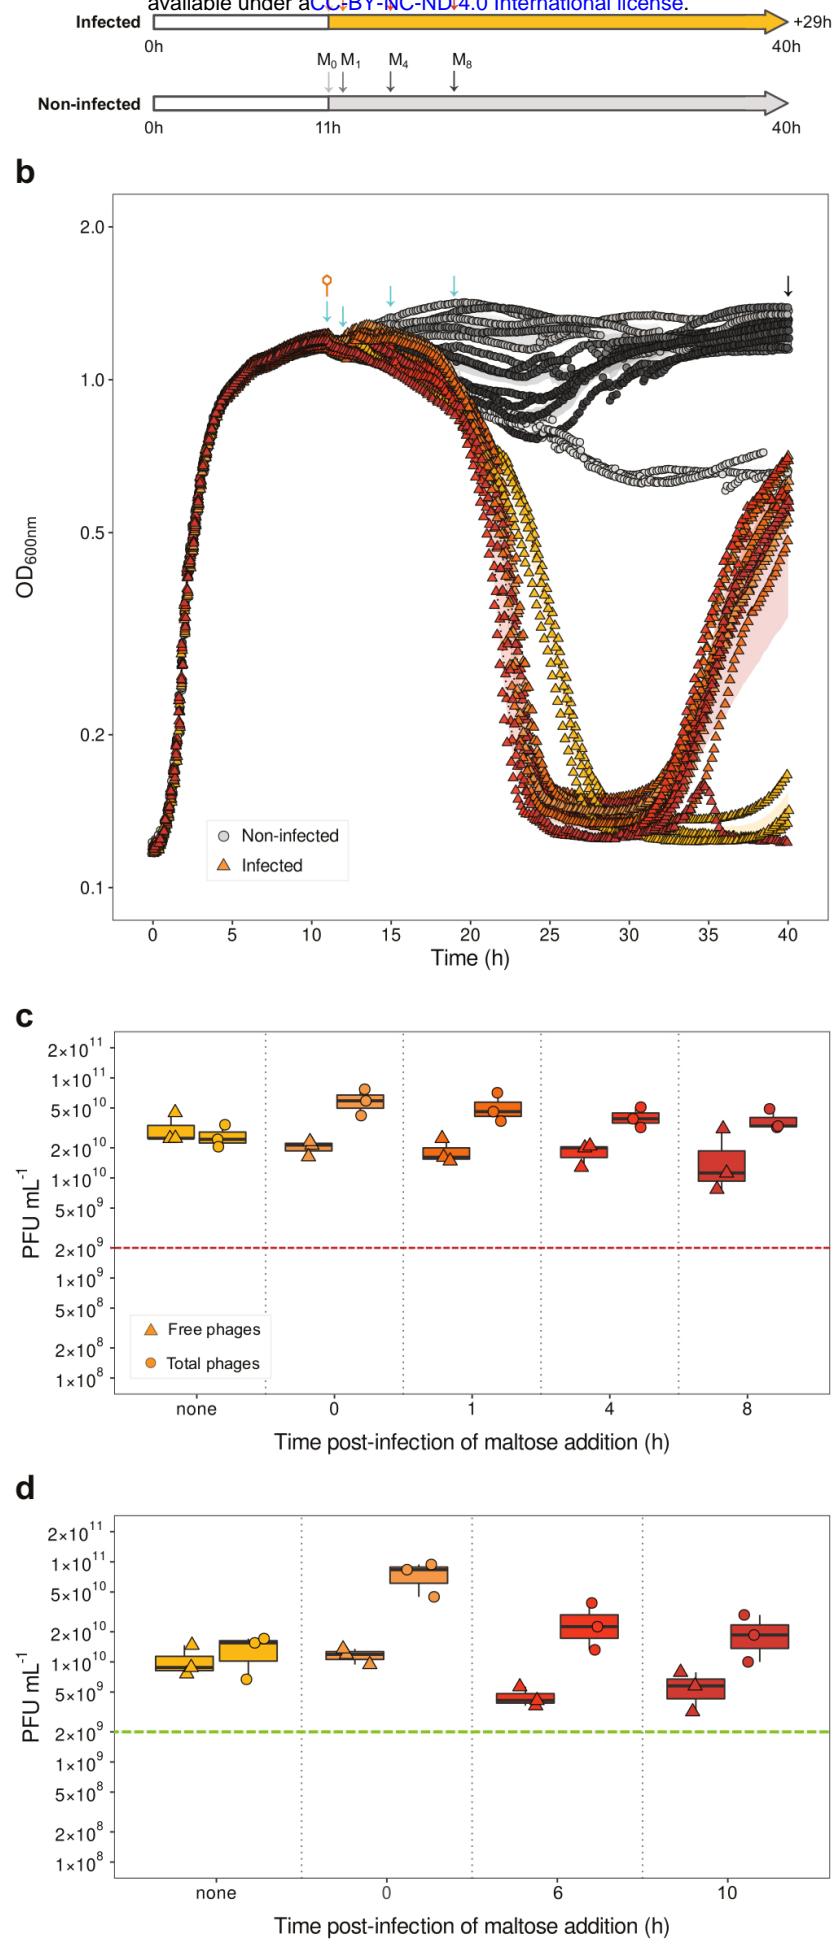 available under aCC-BY-NC-ND 4.0 International license.
Infected
+29h
0h
40h
M0 M1 M4 M8
Non-infected
0h
11h
40h
b
2.0
1.0
0.5
0.2
0.1
OD600nm
Non-infected
Infected
0 5 10 15 20 25 30 35 40
Time (h)
c
2×10^11
1×10^11
5×10^10
2×10^10
1×10^10
5×10^9
2×10^9
1×10^9
5×10^8
2×10^8
1×10^8
PFU mL^-1
Free phages
Total phages
none 0 1 4 8
Time post-infection of maltose addition (h)
d
2×10^11
1×10^11
5×10^10
2×10^10
1×10^10
5×10^9
2×10^9
1×10^9
5×10^8
2×10^8
1×10^8
PFU mL^-1
none 0 6 10
Time post-infection of maltose addition (h)